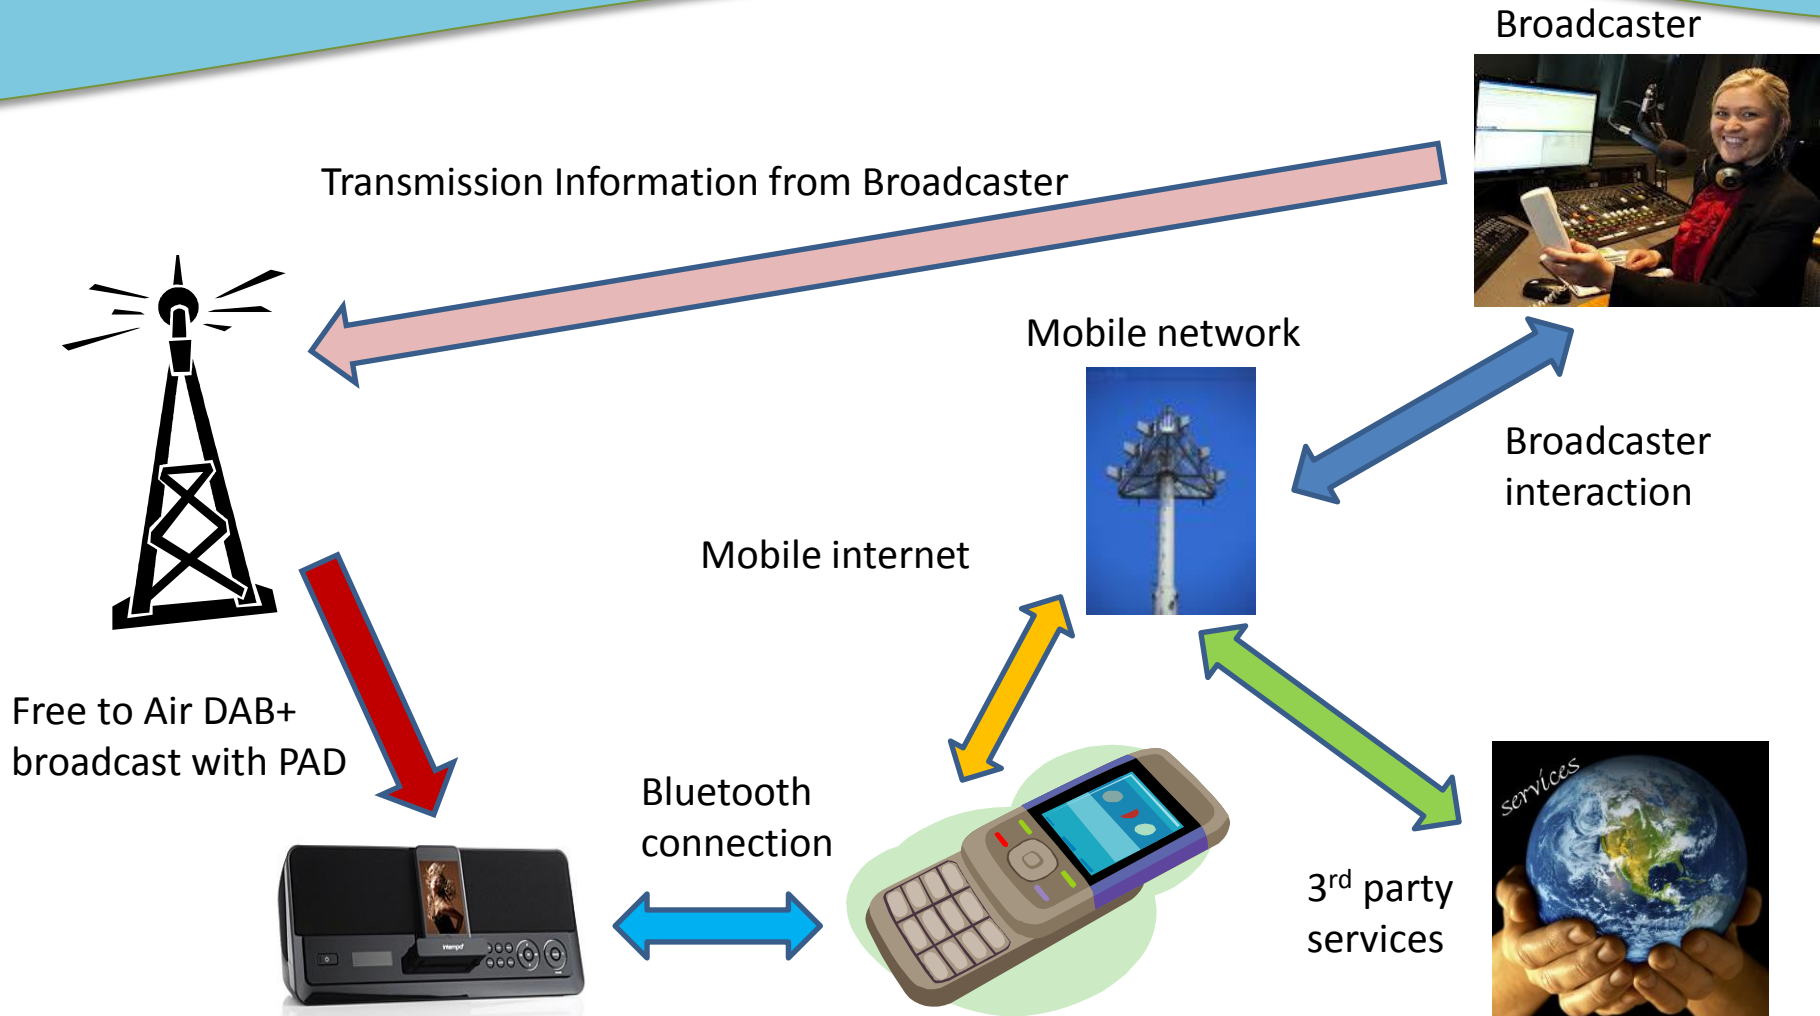 Broadcaster
Transmission Information from Broadcaster
Mobile network
Broadcaster
interaction
Mobile internet
Free to Air DAB+
broadcast with PAD
Bluetooth
connection
services
3rd party
services
intempo